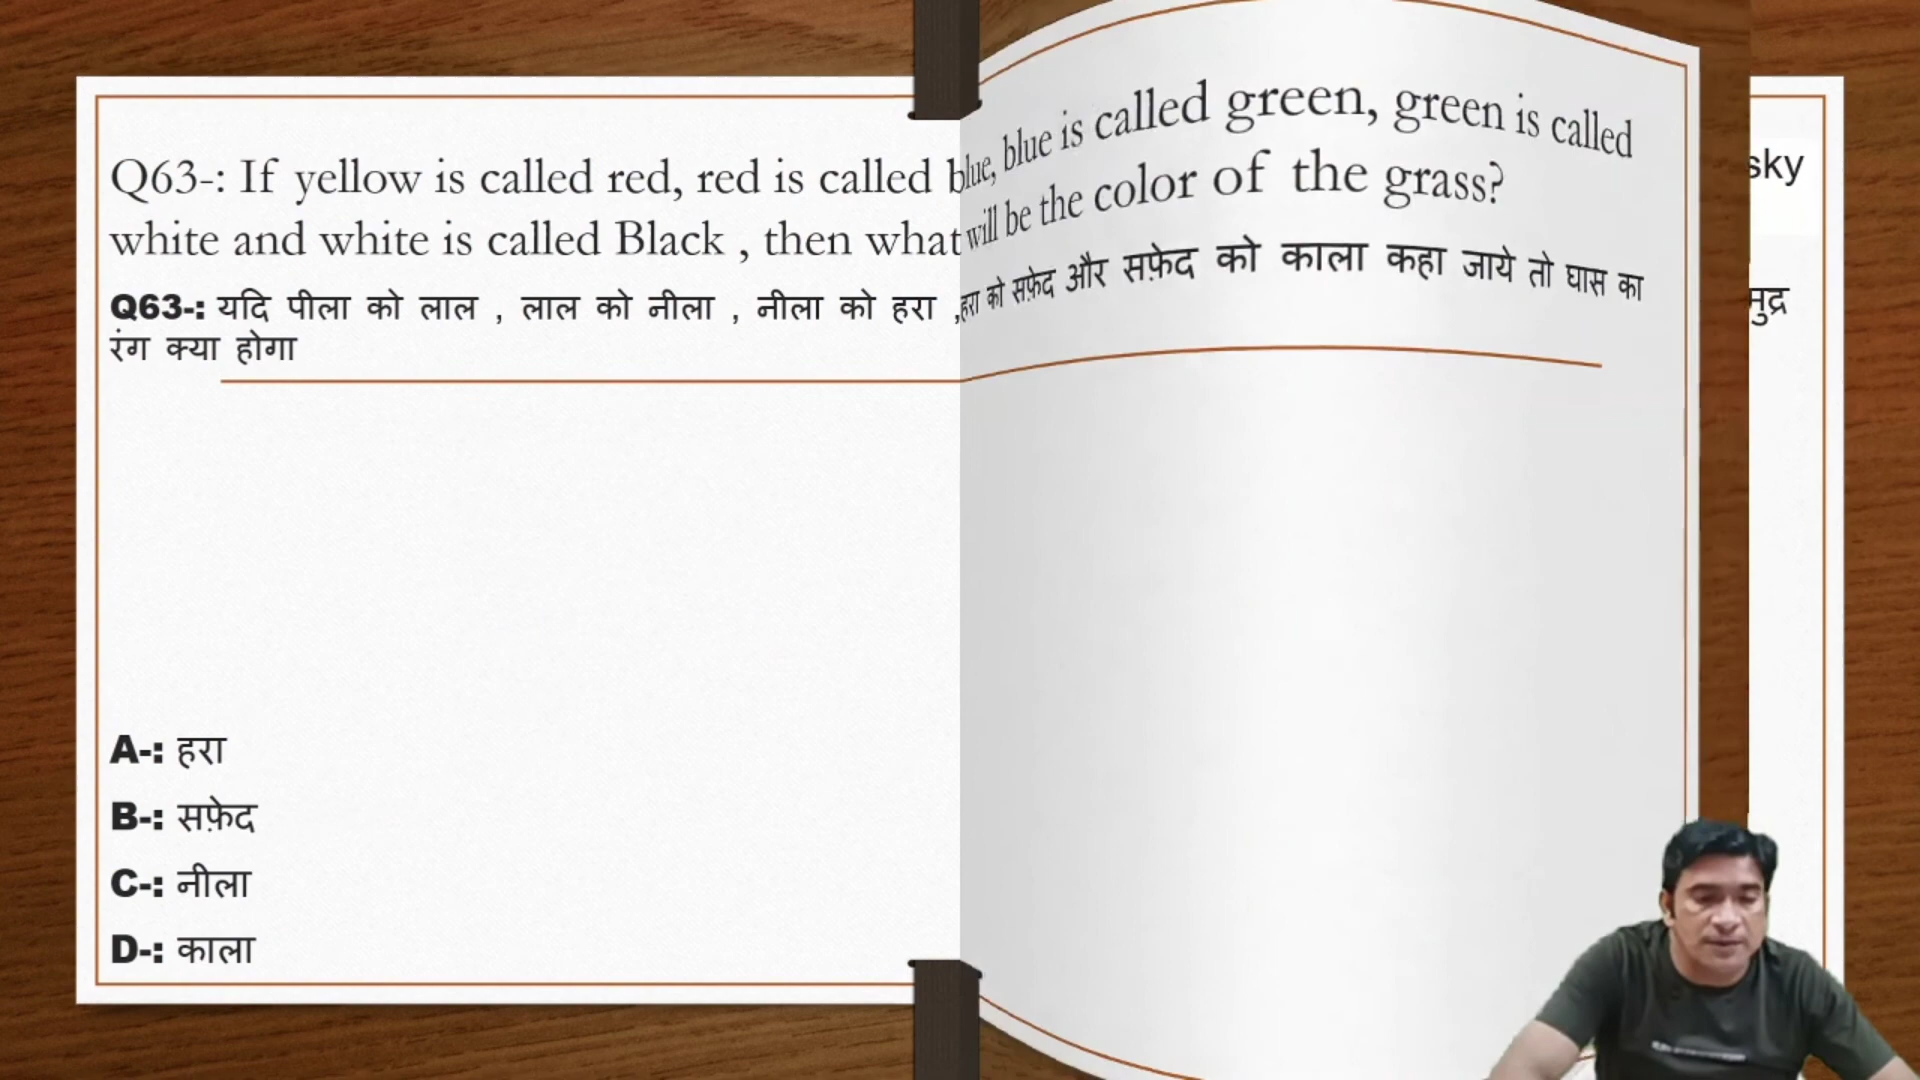 Q63-: If yellow is called red, red is called blue, blue is called green, green is called
white and white is called Black , then what will be the color of the grass?
Q63-: यदि पीला को लाल , लाल को नीला , नीला को हरा ,हरा को सफ़ेद और सफ़ेद को काला कहा जाये तो घास का
रंग क्या होगा
sky
A-: हरा
B-: सफ़ेद
C-: नीला
D-: काला